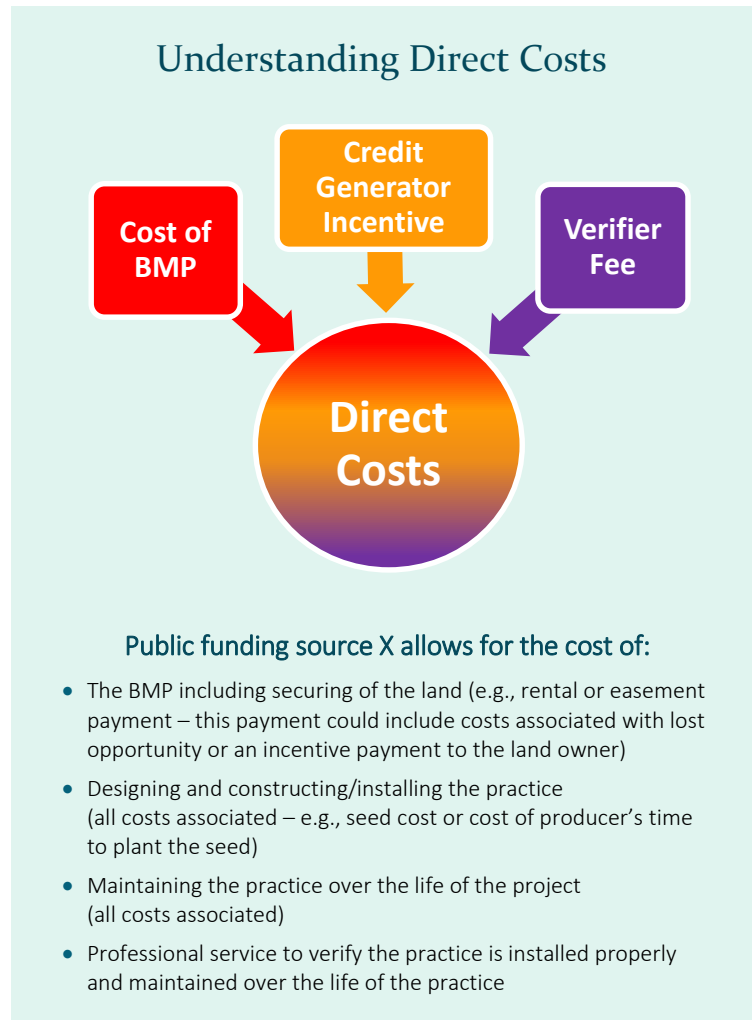 Understanding Direct Costs
Credit
Generator
Incentive
Cost of
BMP
Verifier
Fee
Direct
Costs
Public funding source X allows for the cost of:
• The BMP including securing of the land (e.g., rental or easement
payment – this payment could include costs associated with lost
opportunity or an incentive payment to the land owner)
• Designing and constructing/installing the practice
(all costs associated – e.g., seed cost or cost of producer’s time
to plant the seed)
• Maintaining the practice over the life of the project
(all costs associated)
• Professional service to verify the practice is installed properly
and maintained over the life of the practice